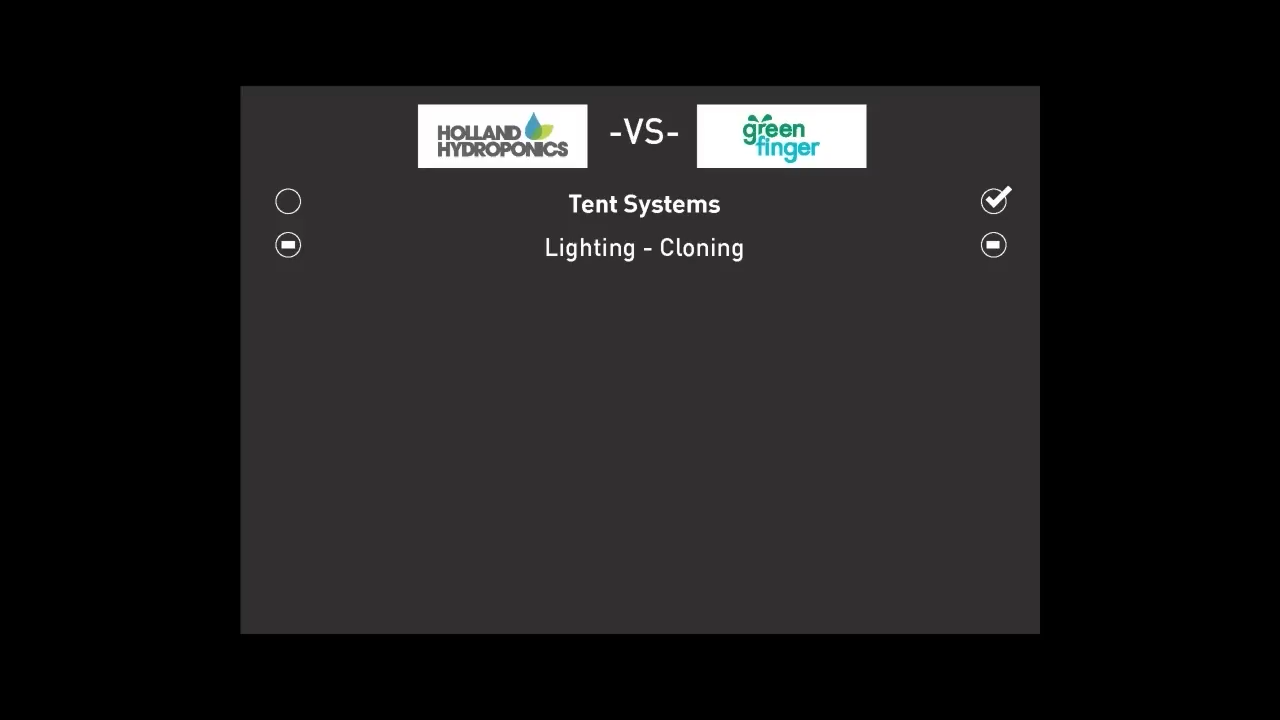 HOLLAND
HYDROPONICS
-VS-
green
finger
Tent Systems
Lighting - Cloning